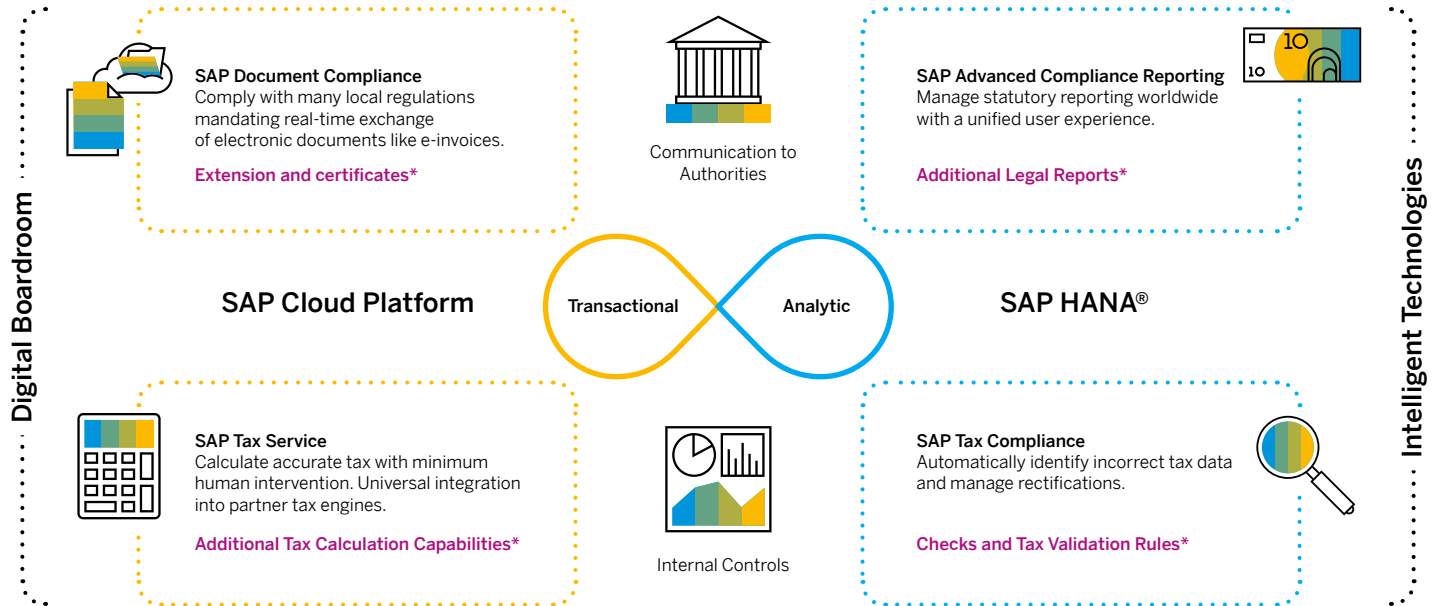 Digital Boardroom
SAP Document Compliance
Comply with many local regulations
mandating real-time exchange
of electronic documents like e-invoices.
Extension and certificates*
Communication to
Authorities
10
10
SAP Advanced Compliance Reporting
Manage statutory reporting worldwide
with a unified user experience.
Additional Legal Reports*
SAP Cloud Platform
Transactional
Analytic
SAP HANA®
SAP Tax Service
Calculate accurate tax with minimum
human intervention. Universal integration
into partner tax engines.
Additional Tax Calculation Capabilities*
Internal Controls
SAP Tax Compliance
Automatically identify incorrect tax data
and manage rectifications.
Checks and Tax Validation Rules*
Intelligent Technologies